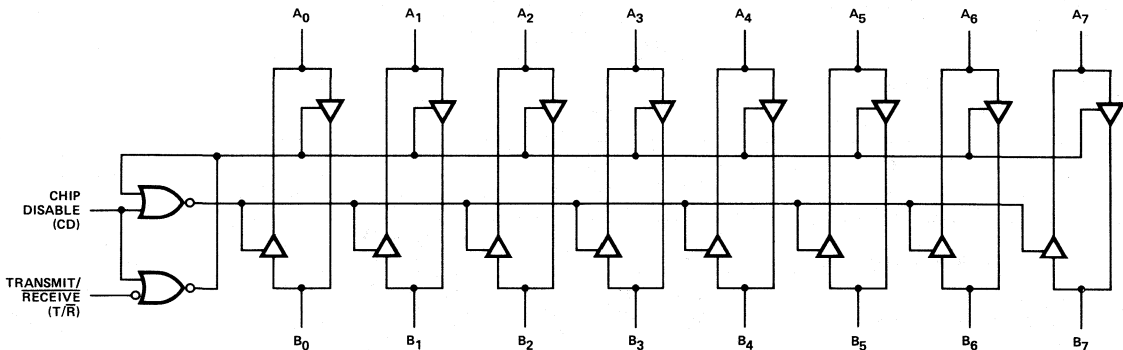 A0 A1 A2 A3 A4 A5 A6 A7
CHIP
DISABLE
(CD)
TRANSMIT/
RECEIVE
(T/R̅)
B0 B1 B2 B3 B4 B5 B6 B7